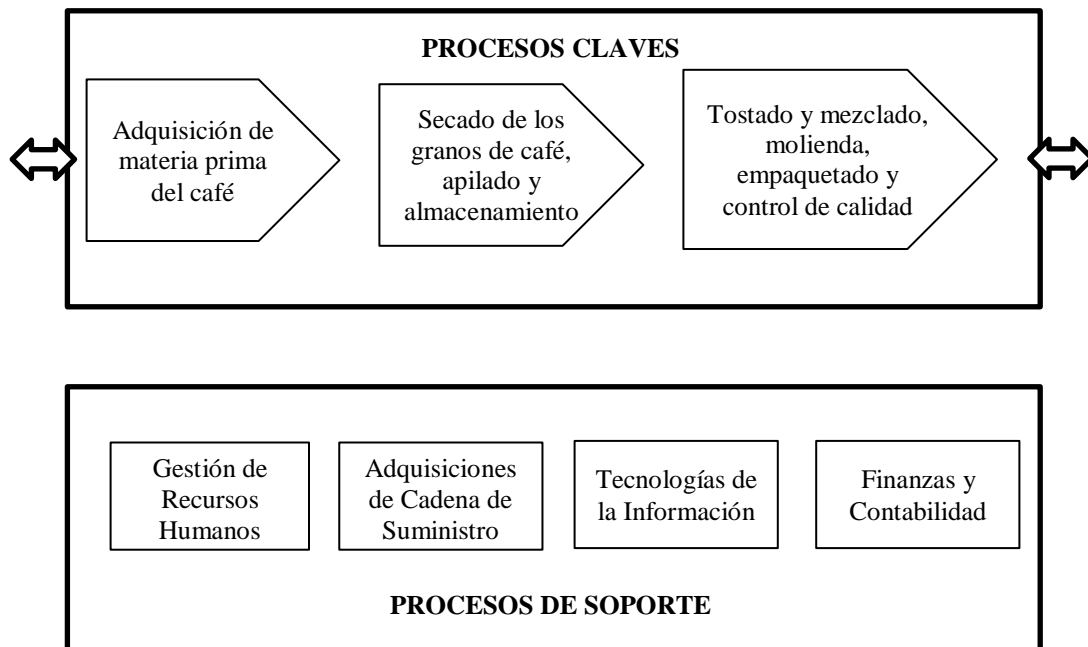 PROCESOS CLAVES
Adquisición de
materia prima
del café
Secado de los
granos de café,
apilado y
almacenamiento
Tostado y mezclado,
molienda,
empaquetado y
control de calidad
Gestión de
Recursos
Humanos
Adquisiciones
de Cadena de
Suministro
Tecnologías de
la Información
Finanzas y
Contabilidad
PROCESOS DE SOPORTE